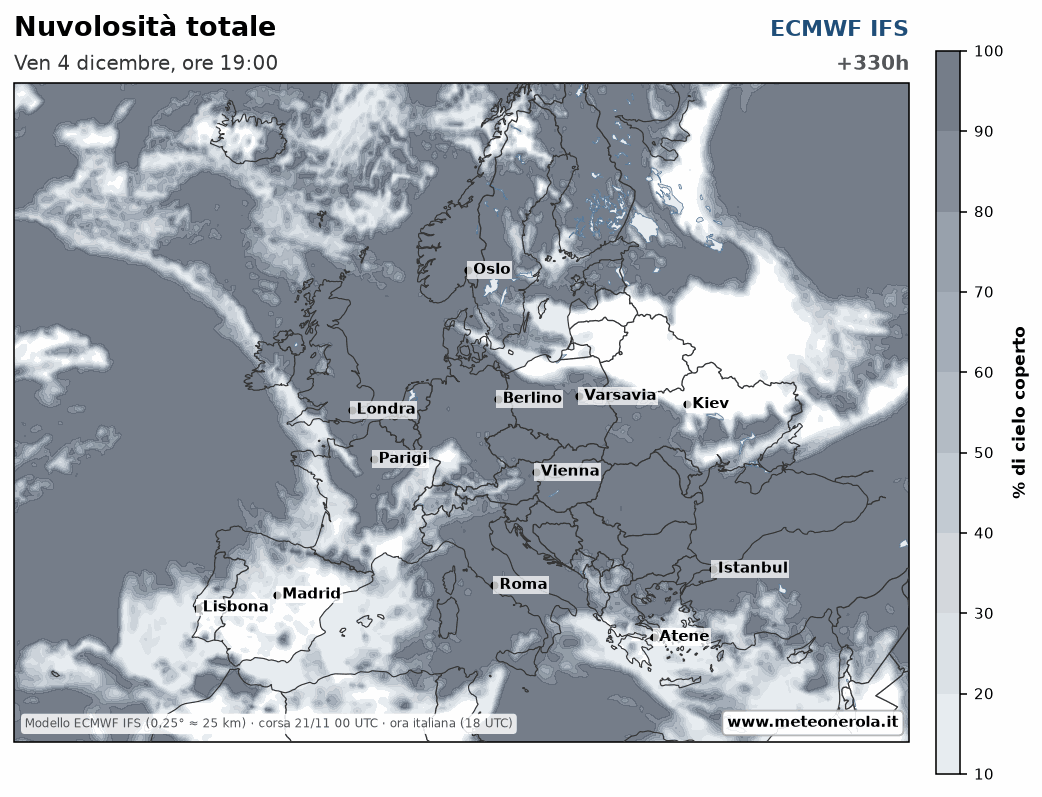 Nuvolosità totale
ECMWF IFS
Ven 4 dicembre, ore 19:00
+330h
100
90
80
70
60
50
40
30
20
10
% di cielo coperto
Oslo
Londra
Berlino
Varsavia
Kiev
Parigi
Vienna
Istanbul
Roma
Madrid
Lisbona
Atene
Modello ECMWF IFS (0,25° ≈ 25 km) · corsa 21/11 00 UTC · ora italiana (18 UTC)
www.meteonerola.it